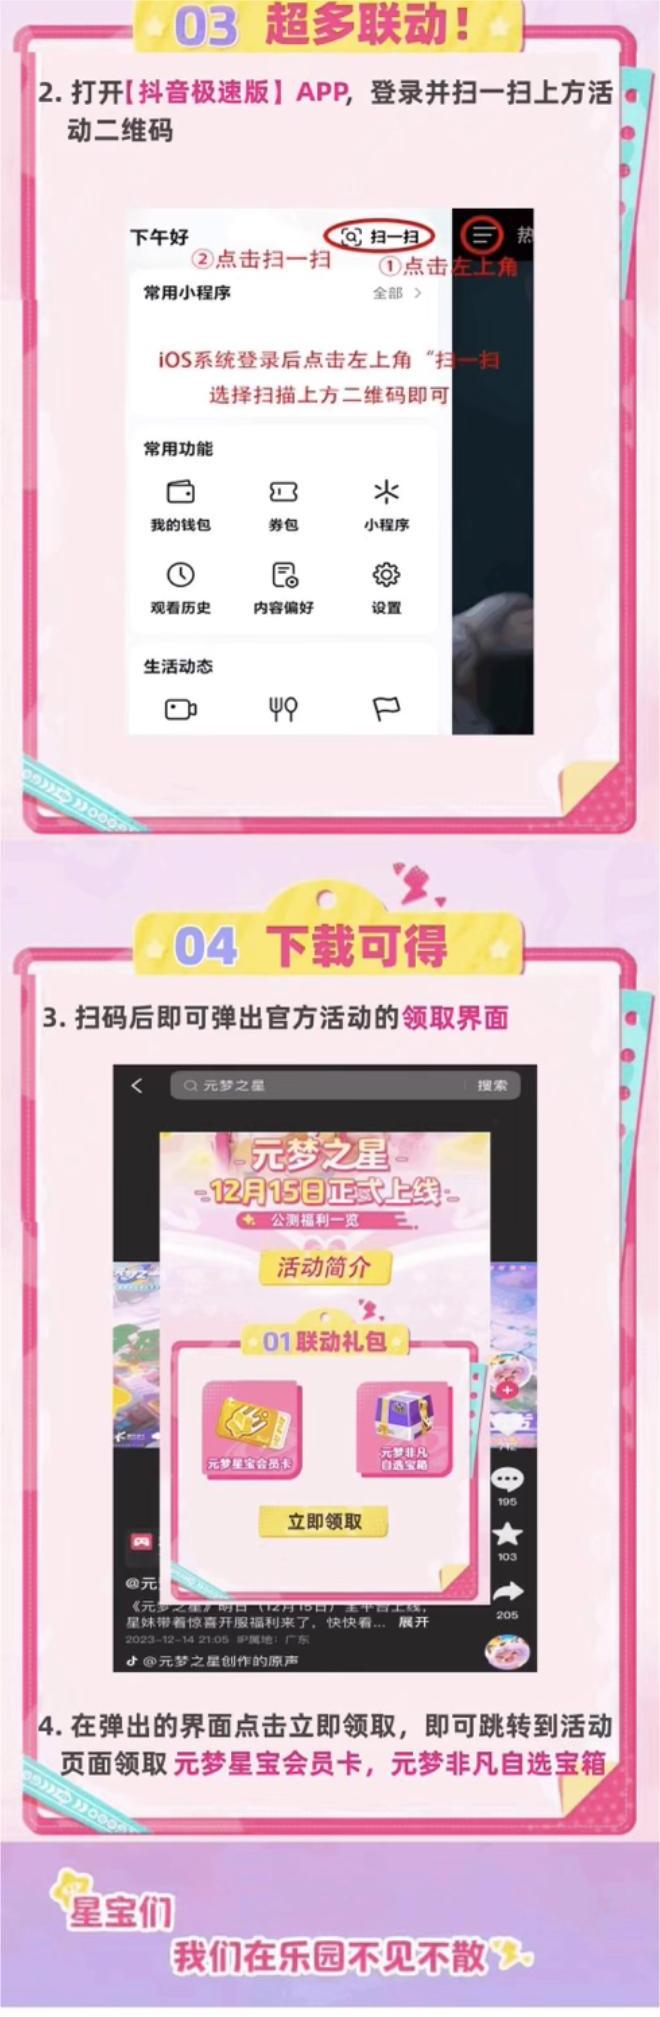 03 超多联动！
2. 打开【抖音极速版】APP，登录并扫一扫上方活
动二维码
下午好
扫一扫
热
②点击扫一扫
①点击左上角
常用小程序
全部 >
iOS系统登录后点击左上角“扫一扫
选择扫描上方二维码即可
常用功能
我的钱包 券包 小程序
观看历史 内容偏好 设置
生活动态
04 下载可得
3. 扫码后即可弹出官方活动的领取界面
元梦之星 搜索
元梦之星
12月15日正式上线
公测福利一览
活动简介
01联动礼包
元梦星宝会员卡
元梦非凡
自选宝箱
立即领取
195
103
205
@元
《元梦之星》明日（12月15日）全平台上线，
星妹带着惊喜开服福利来了，快快看... 展开
2023-12-14 21:05 IP属地：广东
@元梦之星创作的原声
4. 在弹出的界面点击立即领取，即可跳转到活动
页面领取 元梦星宝会员卡，元梦非凡自选宝箱
星宝们
我们在乐园不见不散